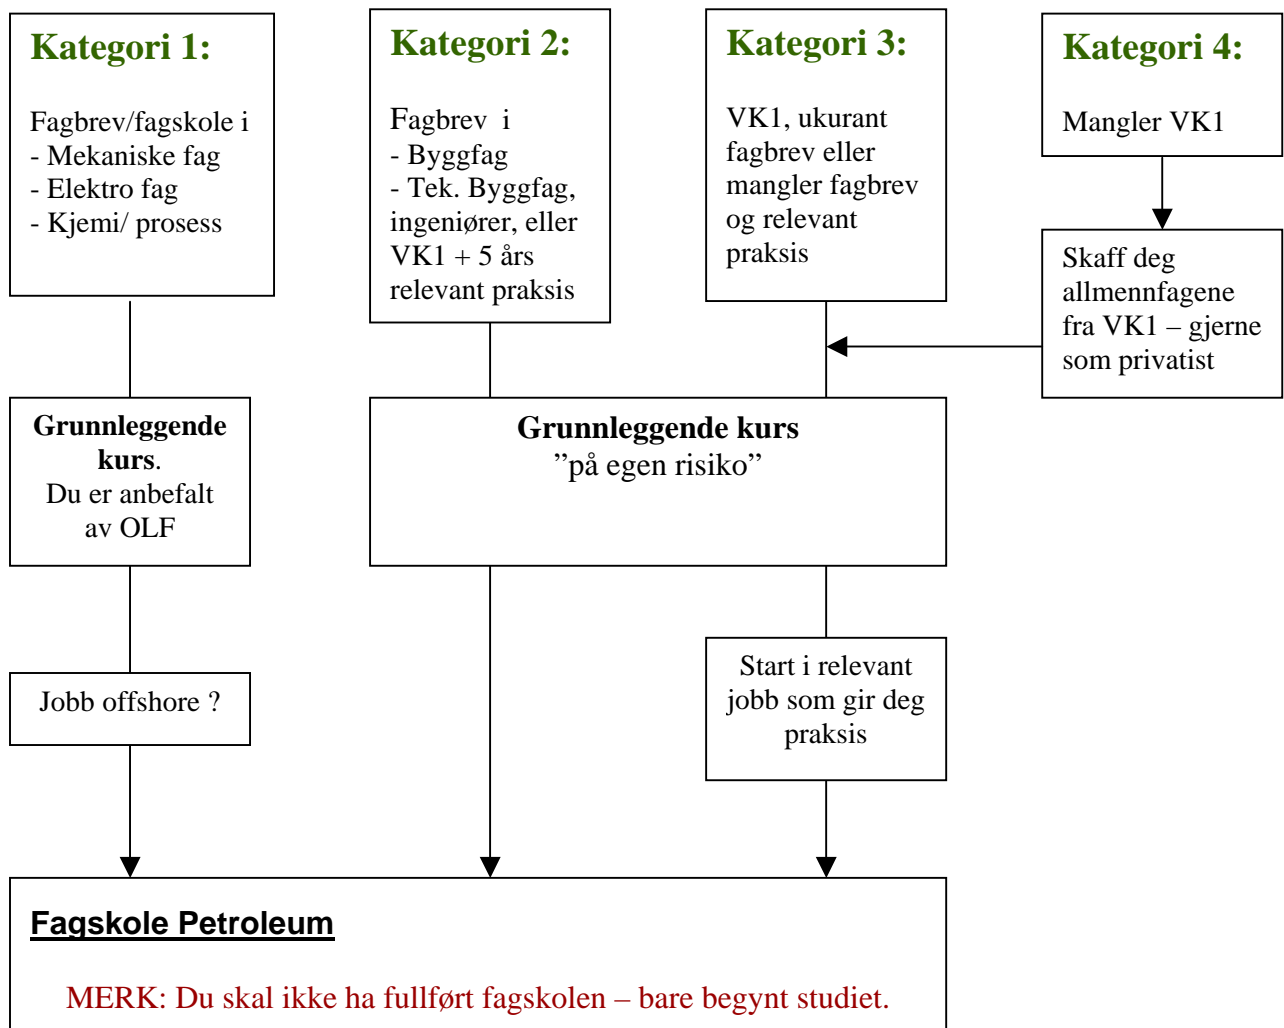 Kategori 1:
Fagbrev/fagskole i
- Mekaniske fag
- Elektro fag
- Kjemi/ prosess
Kategori 2:
Fagbrev  i
- Byggfag
- Tek. Byggfag,
ingeniører, eller
VK1 + 5 års
relevant praksis
Kategori 3:
VK1, ukurant
fagbrev eller
mangler fagbrev
og relevant
praksis
Kategori 4:
Mangler VK1
Skaff deg
allmennfagene
fra VK1 – gjerne
som privatist
Grunnleggende
kurs.
Du er anbefalt
av OLF
Grunnleggende kurs
”på egen risiko”
Jobb offshore ?
Start i relevant
jobb som gir deg
praksis
Fagskole Petroleum
MERK: Du skal ikke ha fullført fagskolen – bare begynt studiet.